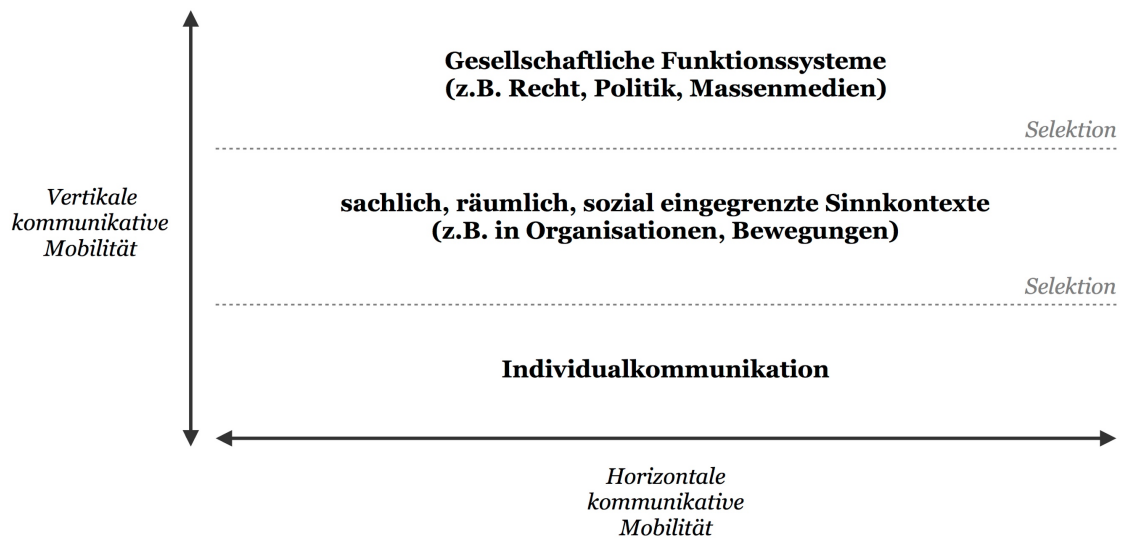 Gesellschaftliche Funktionssysteme
(z.B. Recht, Politik, Massenmedien)
Selektion
Vertikale
kommunikative
Mobilität
sachlich, räumlich, sozial eingegrenzte Sinnkontexte
(z.B. in Organisationen, Bewegungen)
Selektion
Individualkommunikation
Horizontale
kommunikative
Mobilität